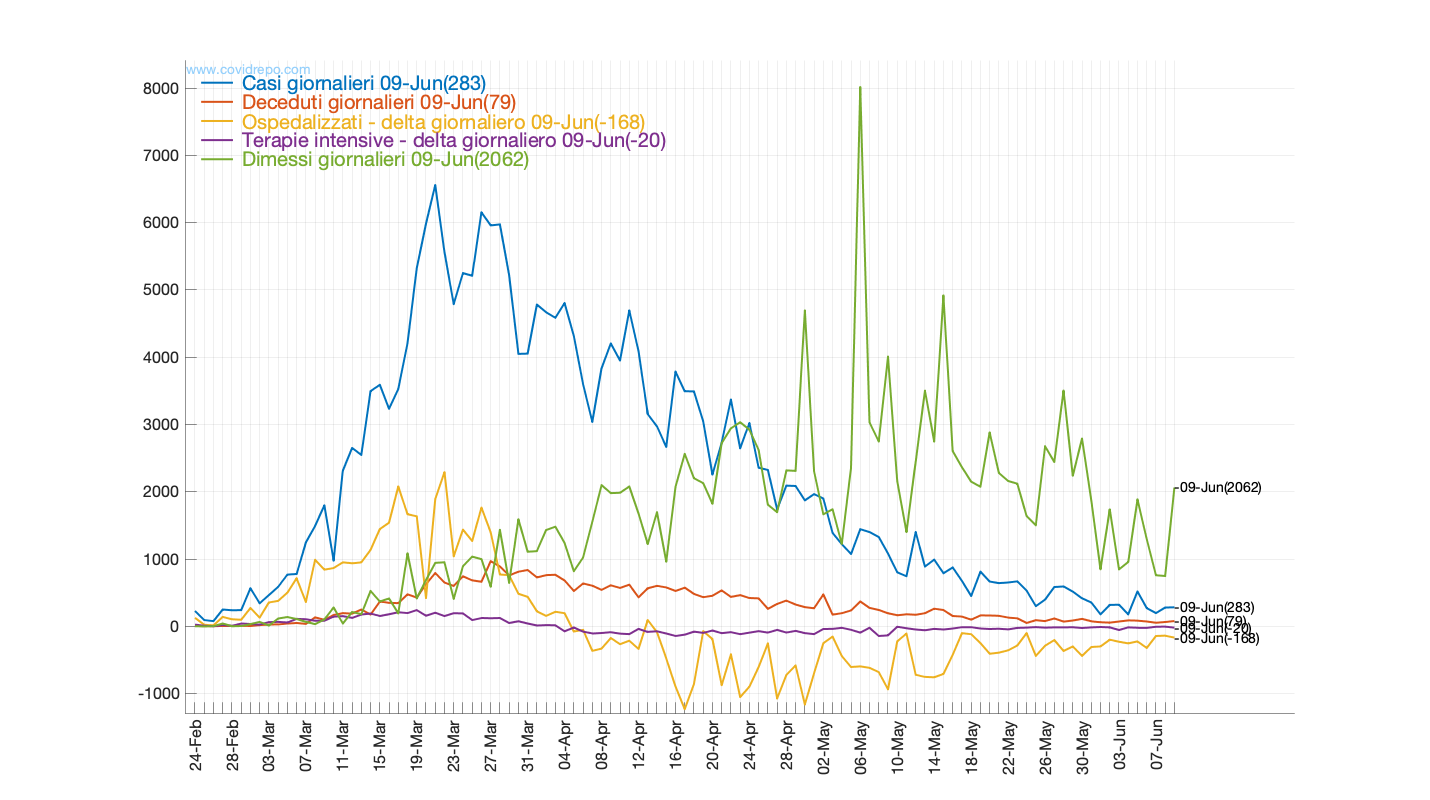 www.covidrepo.com
Casi giornalieri 09-Jun(283)
Deceduti giornalieri 09-Jun(79)
Ospedalizzati - delta giornaliero 09-Jun(-168)
Terapie intensive - delta giornaliero 09-Jun(-20)
Dimessi giornalieri 09-Jun(2062)
8000
7000
6000
5000
4000
3000
2000
1000
0
-1000
09-Jun(2062)
09-Jun(283)
09-Jun(79)
09-Jun(-20)
09-Jun(-168)
24-Feb
28-Feb
03-Mar
07-Mar
11-Mar
15-Mar
19-Mar
23-Mar
27-Mar
31-Mar
04-Apr
08-Apr
12-Apr
16-Apr
20-Apr
24-Apr
28-Apr
02-May
06-May
10-May
14-May
18-May
22-May
26-May
30-May
03-Jun
07-Jun